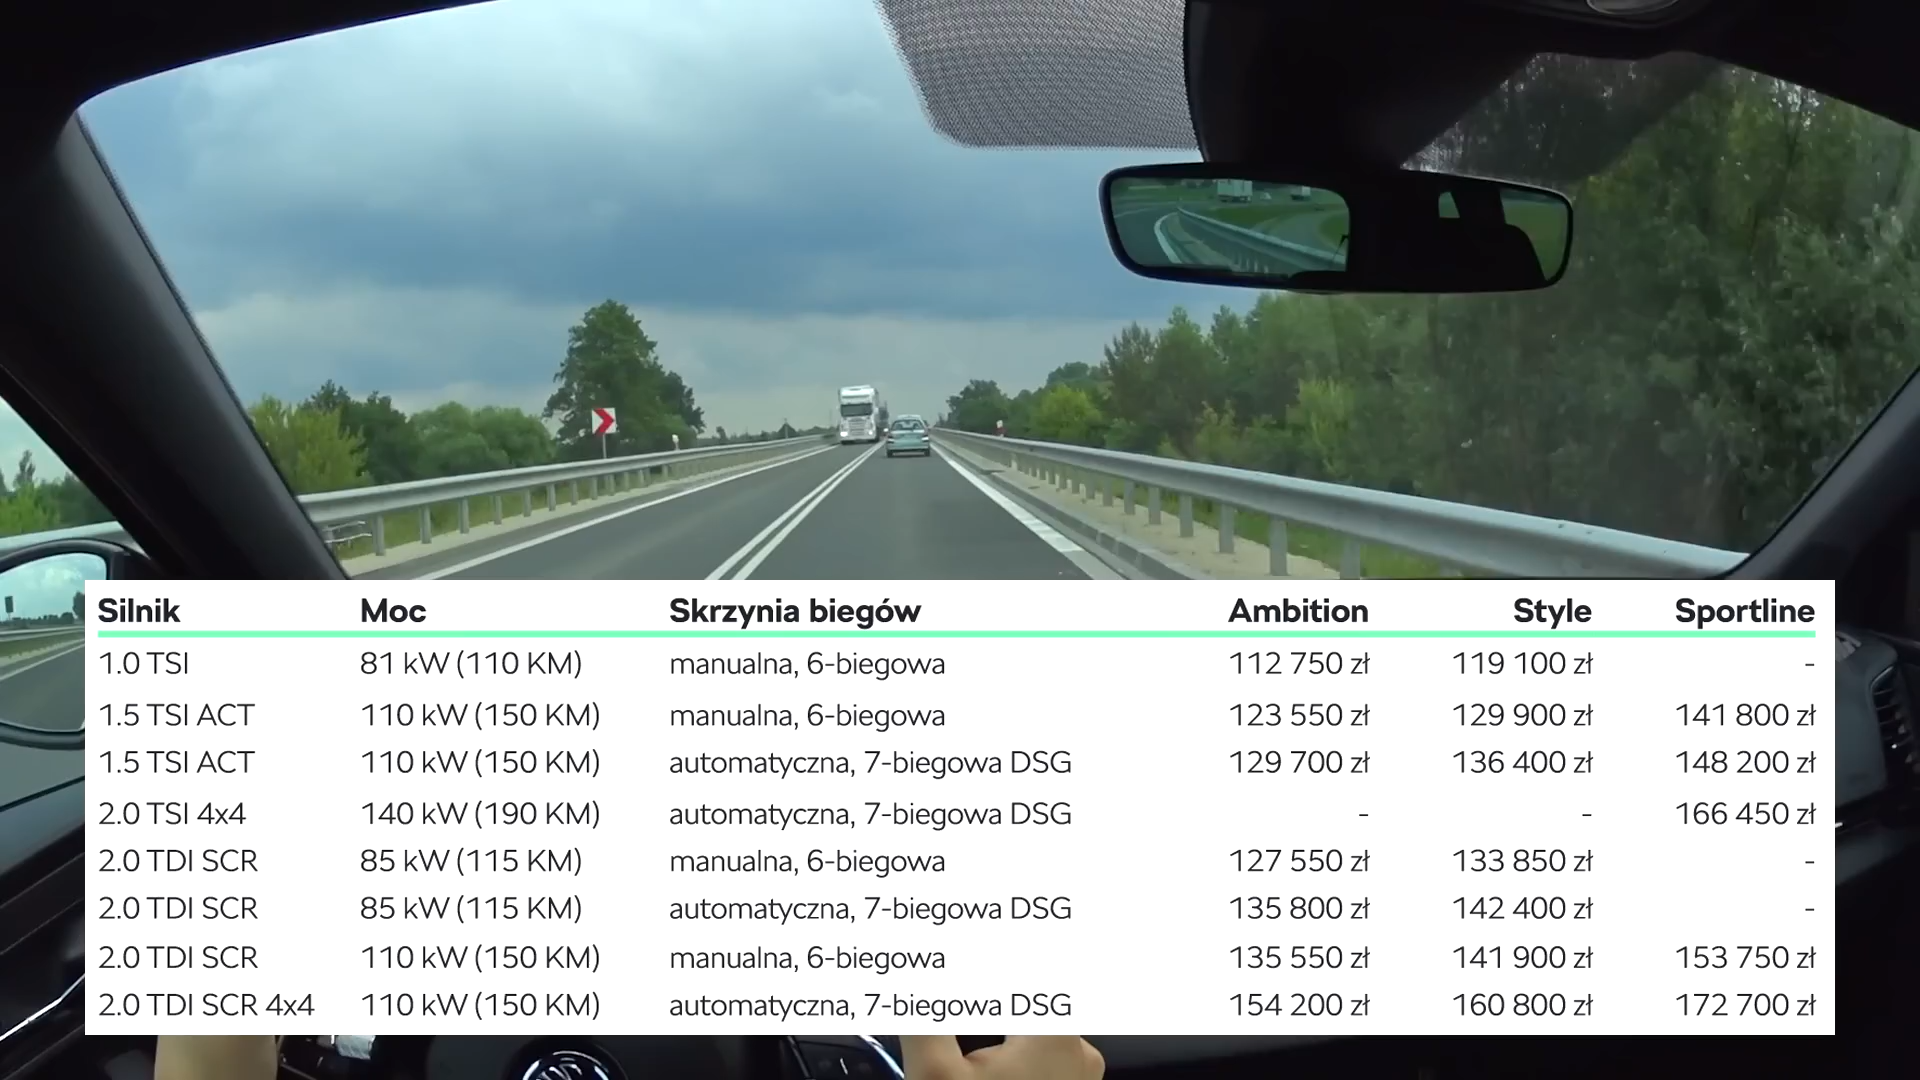 Silnik Moc Skrzynia biegów Ambition Style Sportline
1.0 TSI 81 kW (110 KM) manualna, 6-biegowa 112 750 zł 119 100 zł -
1.5 TSI ACT 110 kW (150 KM) manualna, 6-biegowa 123 550 zł 129 900 zł 141 800 zł
1.5 TSI ACT 110 kW (150 KM) automatyczna, 7-biegowa DSG 129 700 zł 136 400 zł 148 200 zł
2.0 TSI 4x4 140 kW (190 KM) automatyczna, 7-biegowa DSG - - 166 450 zł
2.0 TDI SCR 85 kW (115 KM) manualna, 6-biegowa 127 550 zł 133 850 zł -
2.0 TDI SCR 85 kW (115 KM) automatyczna, 7-biegowa DSG 135 800 zł 142 400 zł -
2.0 TDI SCR 110 kW (150 KM) manualna, 6-biegowa 135 550 zł 141 900 zł 153 750 zł
2.0 TDI SCR 4x4 110 kW (150 KM) automatyczna, 7-biegowa DSG 154 200 zł 160 800 zł 172 700 zł